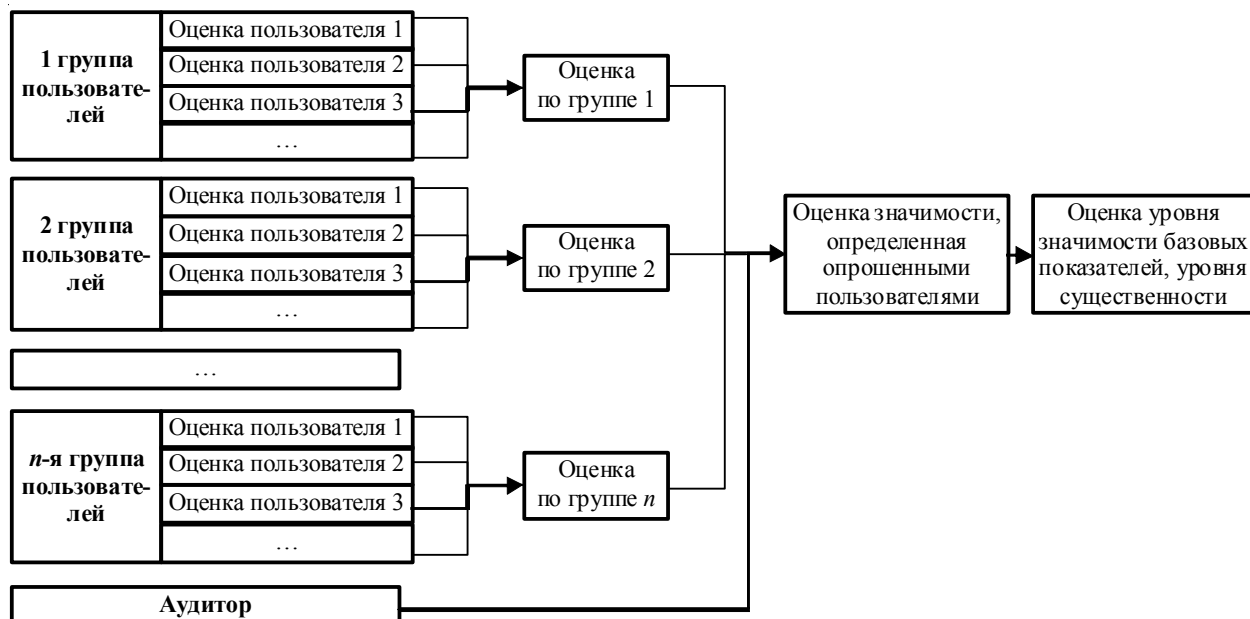 1 группа
пользовате-
лей
Оценка пользователя 1
Оценка пользователя 2
Оценка пользователя 3
…
Оценка
по группе 1
2 группа
пользовате-
лей
Оценка пользователя 1
Оценка пользователя 2
Оценка пользователя 3
…
Оценка
по группе 2
…
n-я группа
пользовате-
лей
Оценка пользователя 1
Оценка пользователя 2
Оценка пользователя 3
…
Оценка
по группе n
Аудитор
Оценка значимости,
определенная
опрошенными
пользователями
Оценка уровня
значимости базовых
показателей, уровня
существенности